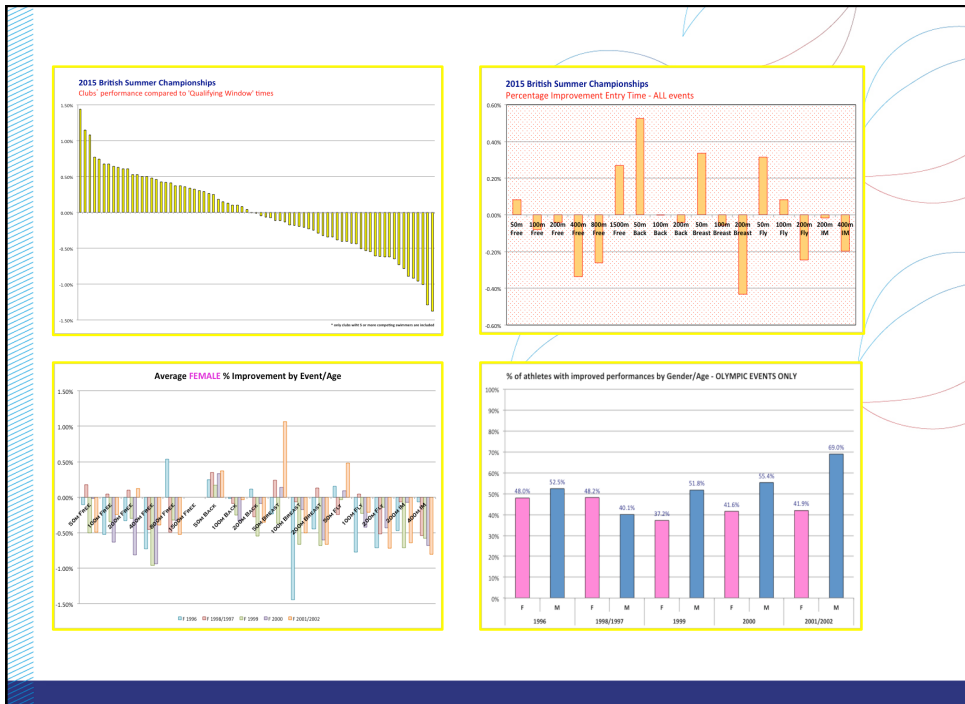 2015 British Summer Championships
Clubs' performance compared to 'Qualifying Window' times
1.50%
1.00%
0.50%
0.00%
-0.50%
-1.00%
-1.50%
* only clubs wiht 5 or more competing swimmers are included
2015 British Summer Championships
Percentage Improvement Entry Time - ALL events
0.60%
0.40%
0.20%
0.00%
50m 100m 200m 400m 800m 1500m 50m 100m 200m 50m 100m 200m 50m 100m 200m 200m 400m
Free Free Free Free Free Free Back Back Back Breast Breast Breast Fly Fly Fly IM IM
-0.20%
-0.40%
-0.60%
Average FEMALE % Improvement by Event/Age
1.50%
1.00%
0.50%
0.00%
50m Free 100m Free 200m Free 400m Free 800m Free 1500m Free 50m Back 100m Back 200m Back 50m Breast 100m Breast 200m Breast 50m Fly 100m Fly 200m Fly 200m IM 400m IM
-0.50%
-1.00%
-1.50%
F 1996 F 1998/1997 F 1999 F 2000 F 2001/2002
% of athletes with improved performances by Gender/Age - OLYMPIC EVENTS ONLY
100%
90%
80%
70%
60%
50%
40%
30%
20%
10%
0%
48.0% 52.5% 48.2% 40.1% 37.2% 51.8% 41.6% 55.4% 41.9% 69.0%
F M F M F M F M F M
1996 1998/1997 1999 2000 2001/2002